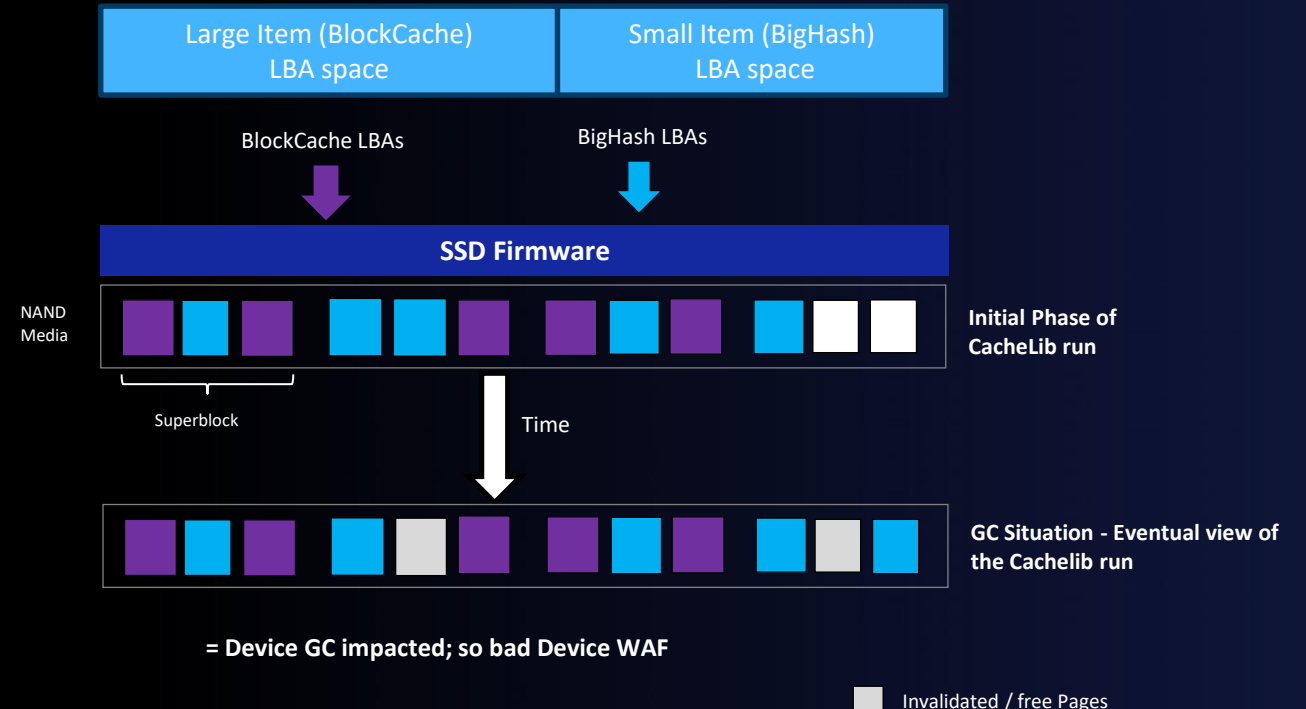 Large Item (BlockCache)
LBA space
Small Item (BigHash)
LBA space
BlockCache LBAs
BigHash LBAs
SSD Firmware
NAND
Media
Initial Phase of
CacheLib run
Superblock
Time
GC Situation - Eventual view of
the Cachelib run
= Device GC impacted; so bad Device WAF
Invalidated / free Pages